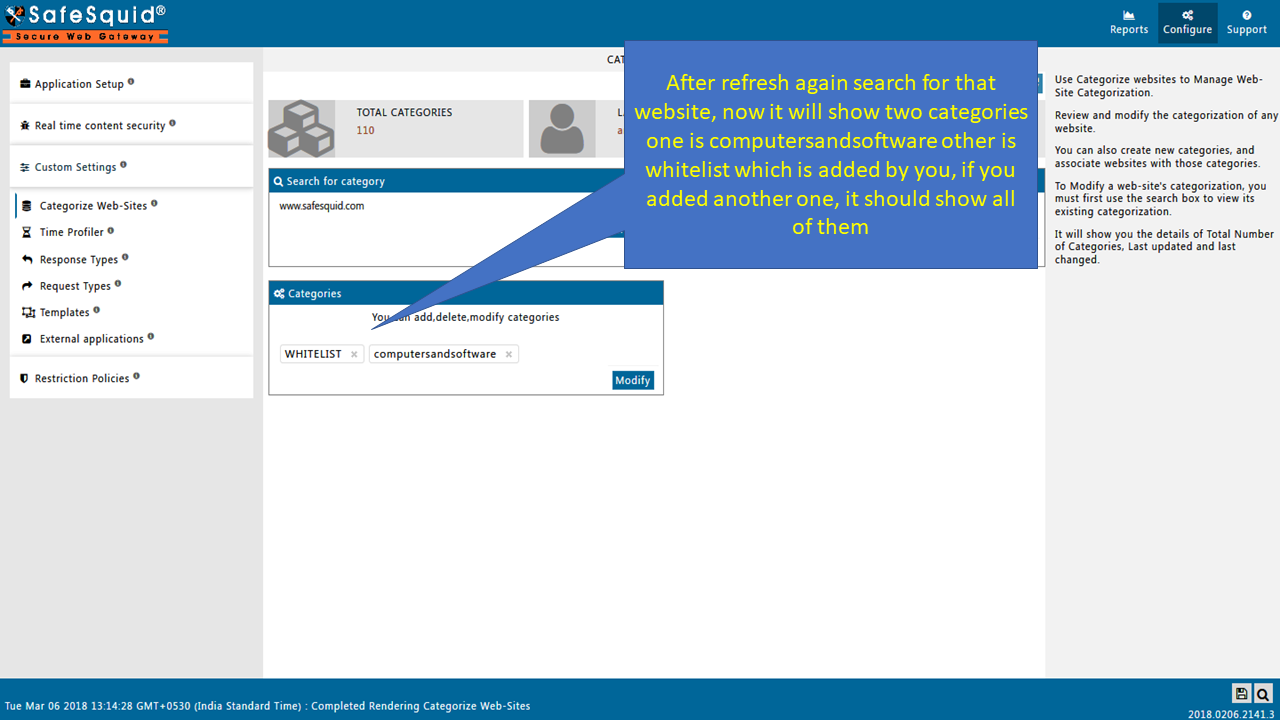 SafeSquid®
Secure Web Gateway
Reports
Configure
Support
Application Setup
Real time content security
Custom Settings
Categorize Web-Sites
Time Profiler
Response Types
Request Types
Templates
External applications
Restriction Policies
CAT
TOTAL CATEGORIES
110
L
a
Search for category
www.safesquid.com
After refresh again search for that
website, now it will show two categories
one is computersandsoftware other is
whitelist which is added by you, if you
added another one, it should show all
of them
Categories
You can add,delete,modify categories
WHITELIST ×
computersandsoftware ×
Modify
Use Categorize websites to Manage Web-
Site Categorization.
Review and modify the categorization of any
website.
You can also create new categories, and
associate websites with those categories.
To Modify a web-site's categorization, you
must first use the search box to view its
existing categorization.
It will show you the details of Total Number
of Categories, Last updated and last
changed.
Tue Mar 06 2018 13:14:28 GMT+0530 (India Standard Time) : Completed Rendering Categorize Web-Sites
2018.0206.2141.3